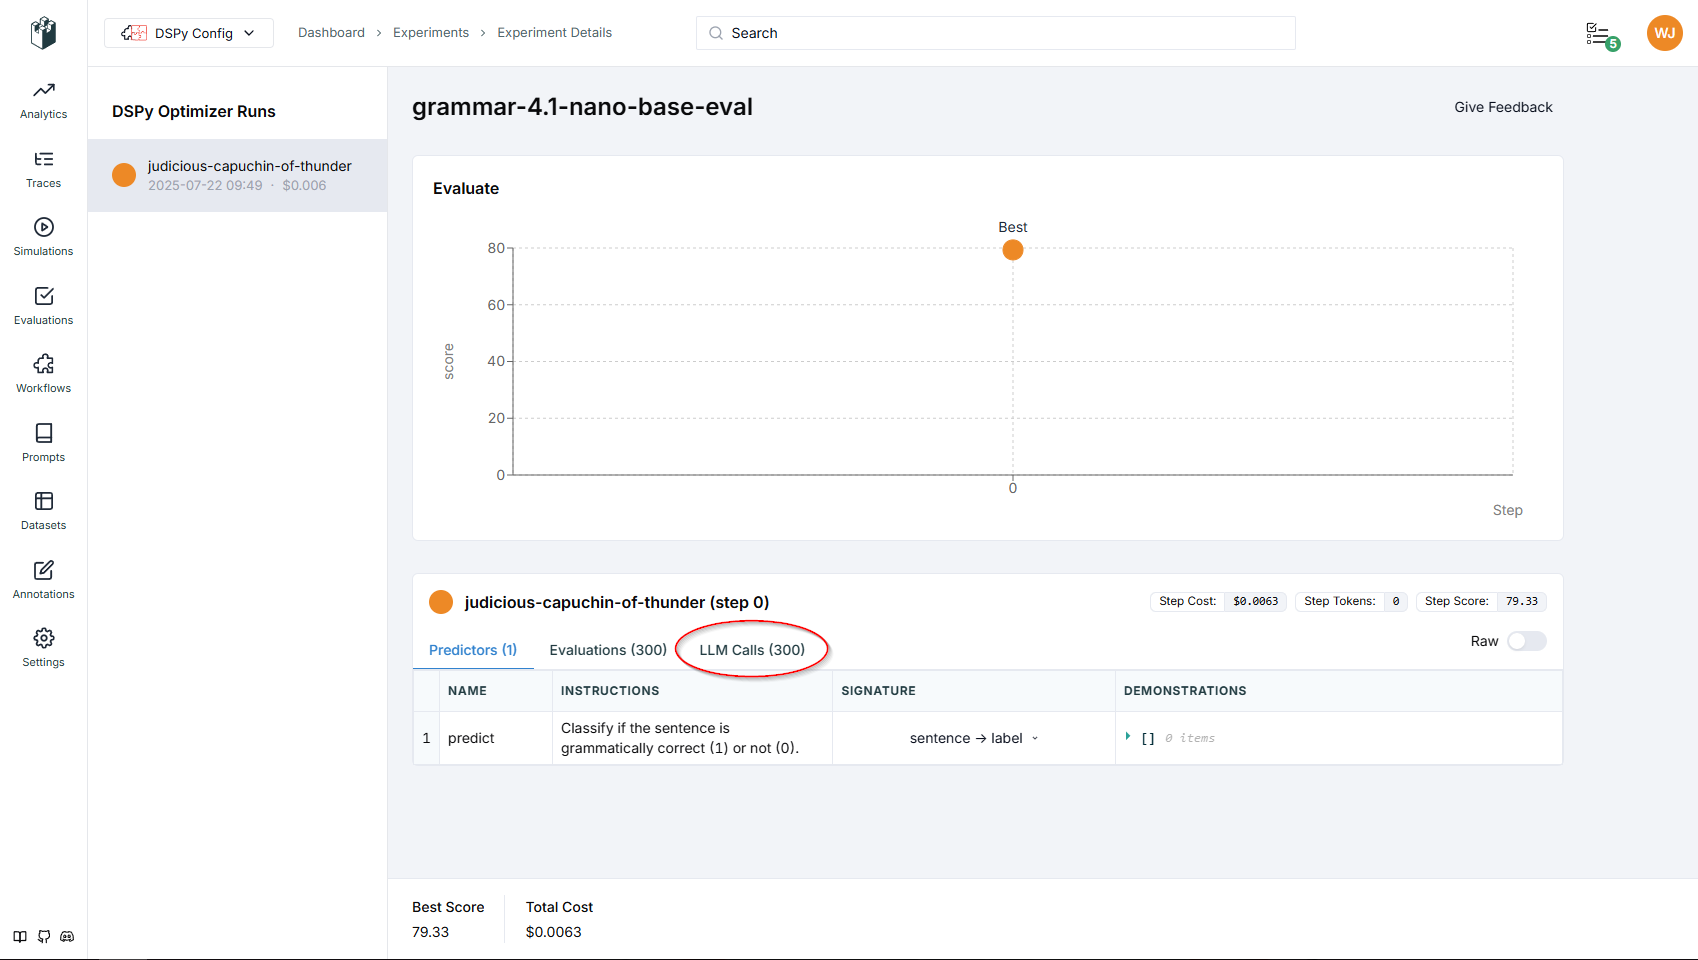 DSPy Config
Dashboard > Experiments > Experiment Details
Search
5
WJ
Analytics
Traces
Simulations
Evaluations
Workflows
Prompts
Datasets
Annotations
Settings
DSPy Optimizer Runs
judicious-capuchin-of-thunder
2025-07-22 09:49 · $0.006
grammar-4.1-nano-base-eval
Give Feedback
Evaluate
Best
80
60
40
20
0
score
0
Step
judicious-capuchin-of-thunder (step 0)
Step Cost: $0.0063 Step Tokens: 0 Step Score: 79.33
Predictors (1) Evaluations (300) LLM Calls (300)
Raw
NAME INSTRUCTIONS SIGNATURE DEMONSTRATIONS
1 predict Classify if the sentence is
grammatically correct (1) or not (0).
sentence → label
[] 0 items
Best Score Total Cost
79.33 $0.0063